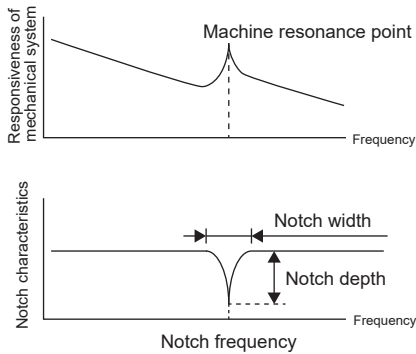 Responsiveness of
mechanical system
Machine resonance point
Frequency
Notch characteristics
Notch width
Notch depth
Frequency
Notch frequency